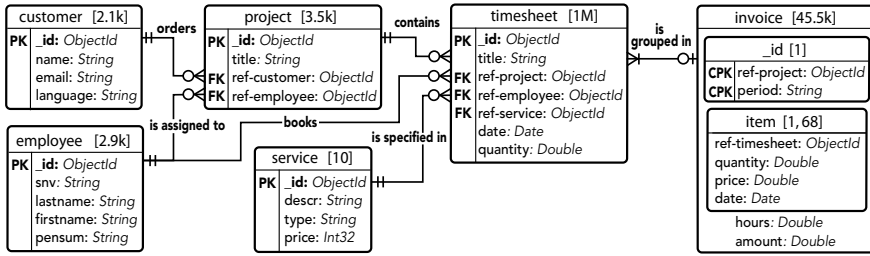 customer [2.1k]
PK _id: ObjectId
name: String
email: String
language: String
orders
project [3.5k]
PK _id: ObjectId
title: String
FK ref-customer: ObjectId
FK ref-employee: ObjectId
contains
timesheet [1M]
PK _id: ObjectId
title: String
FK ref-project: ObjectId
FK ref-employee: ObjectId
FK ref-service: ObjectId
date: Date
quantity: Double
is
grouped in
invoice [45.5k]
_id [1]
CPK ref-project: ObjectId
CPK period: String
item [1, 68]
ref-timesheet: ObjectId
quantity: Double
price: Double
date: Date
hours: Double
amount: Double
is assigned to
books
is specified in
employee [2.9k]
PK _id: ObjectId
snv: String
lastname: String
firstname: String
pensum: String
service [10]
PK _id: ObjectId
descr: String
type: String
price: Int32